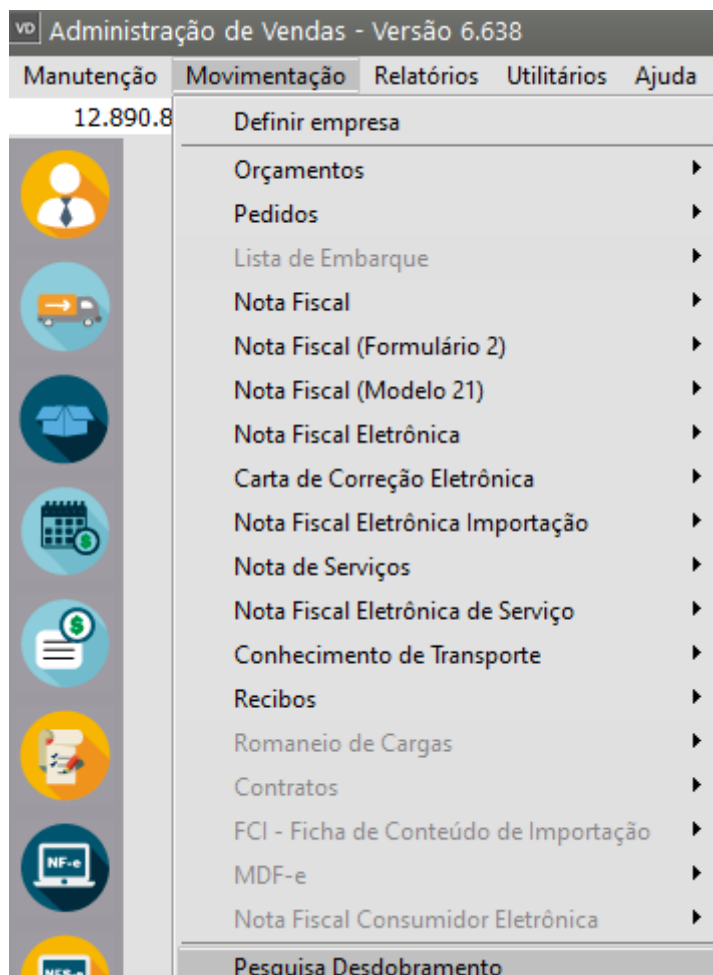 VD Administração de Vendas - Versão 6.638
Manutenção Movimentação Relatórios Utilitários Ajuda
12.890.8
Definir empresa
Orçamentos
Pedidos
Lista de Embarque
Nota Fiscal
Nota Fiscal (Formulário 2)
Nota Fiscal (Modelo 21)
Nota Fiscal Eletrônica
Carta de Correção Eletrônica
Nota Fiscal Eletrônica Importação
Nota de Serviços
Nota Fiscal Eletrônica de Serviço
Conhecimento de Transporte
Recibos
Romaneio de Cargas
Contratos
FCI - Ficha de Conteúdo de Importação
NF-e
MDF-e
Nota Fiscal Consumidor Eletrônica
NFS-e
Pesquisa Desdobramento